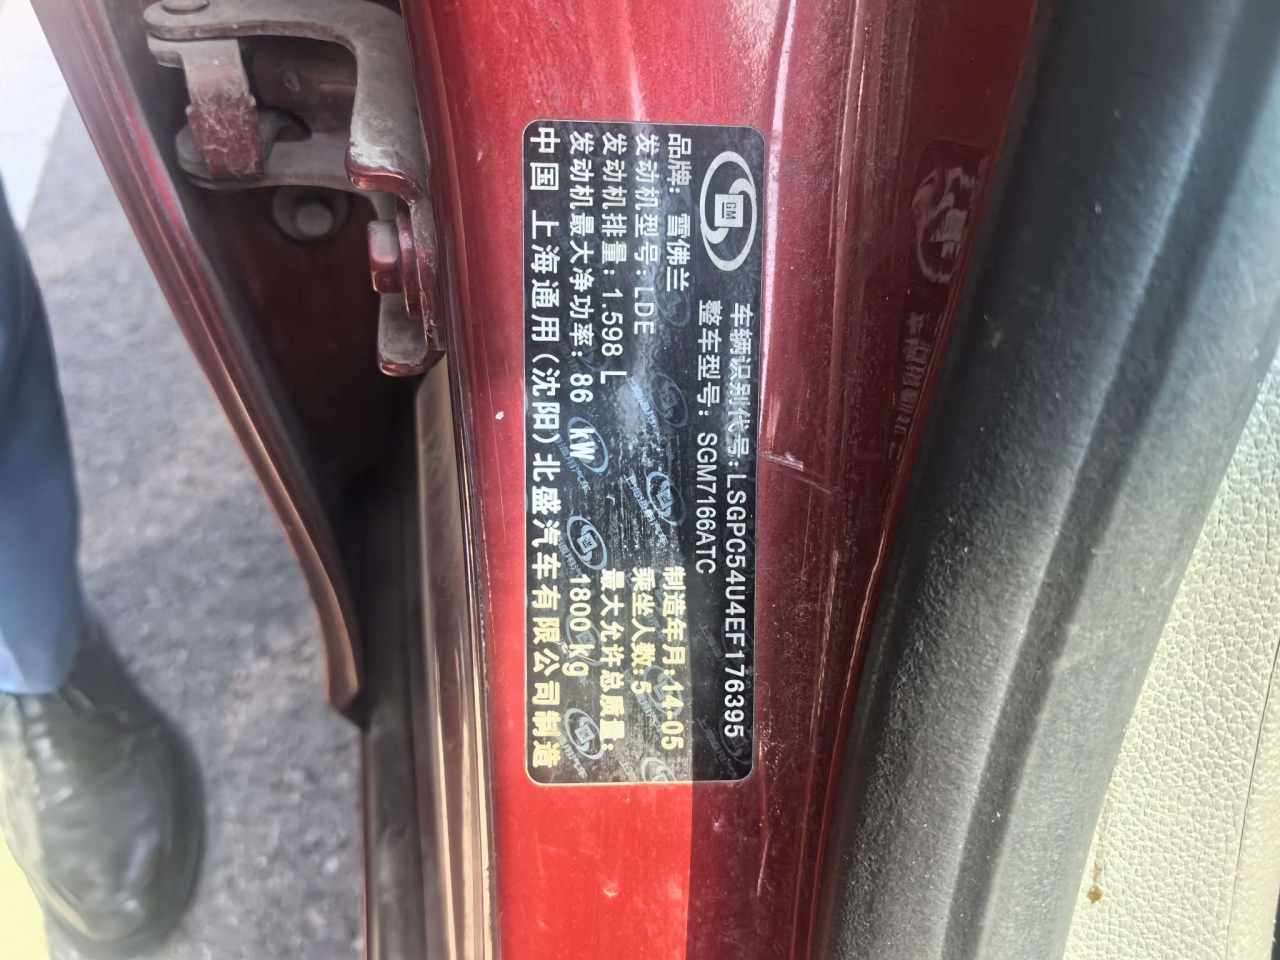 GM
车辆识别代号:LSGPC54U4EF176395
整车型号: SGM7166ATC
品牌: 雪佛兰
制造年月:14-05
发动机型号:LDE
乘坐人数:5
发动机排量:1.598 L
最大允许总质量:
发动机最大净功率:86 kW
1800 kg
中国 上海通用(沈阳)北盛汽车有限公司制造